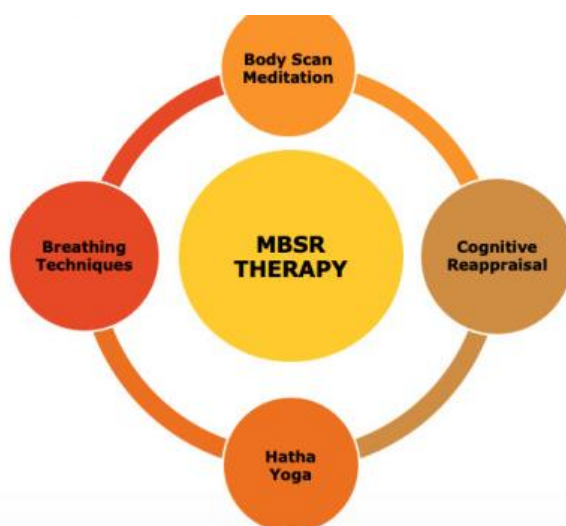 Body Scan
Meditation
Breathing
Techniques
MBSR
THERAPY
Cognitive
Reappraisal
Hatha
Yoga